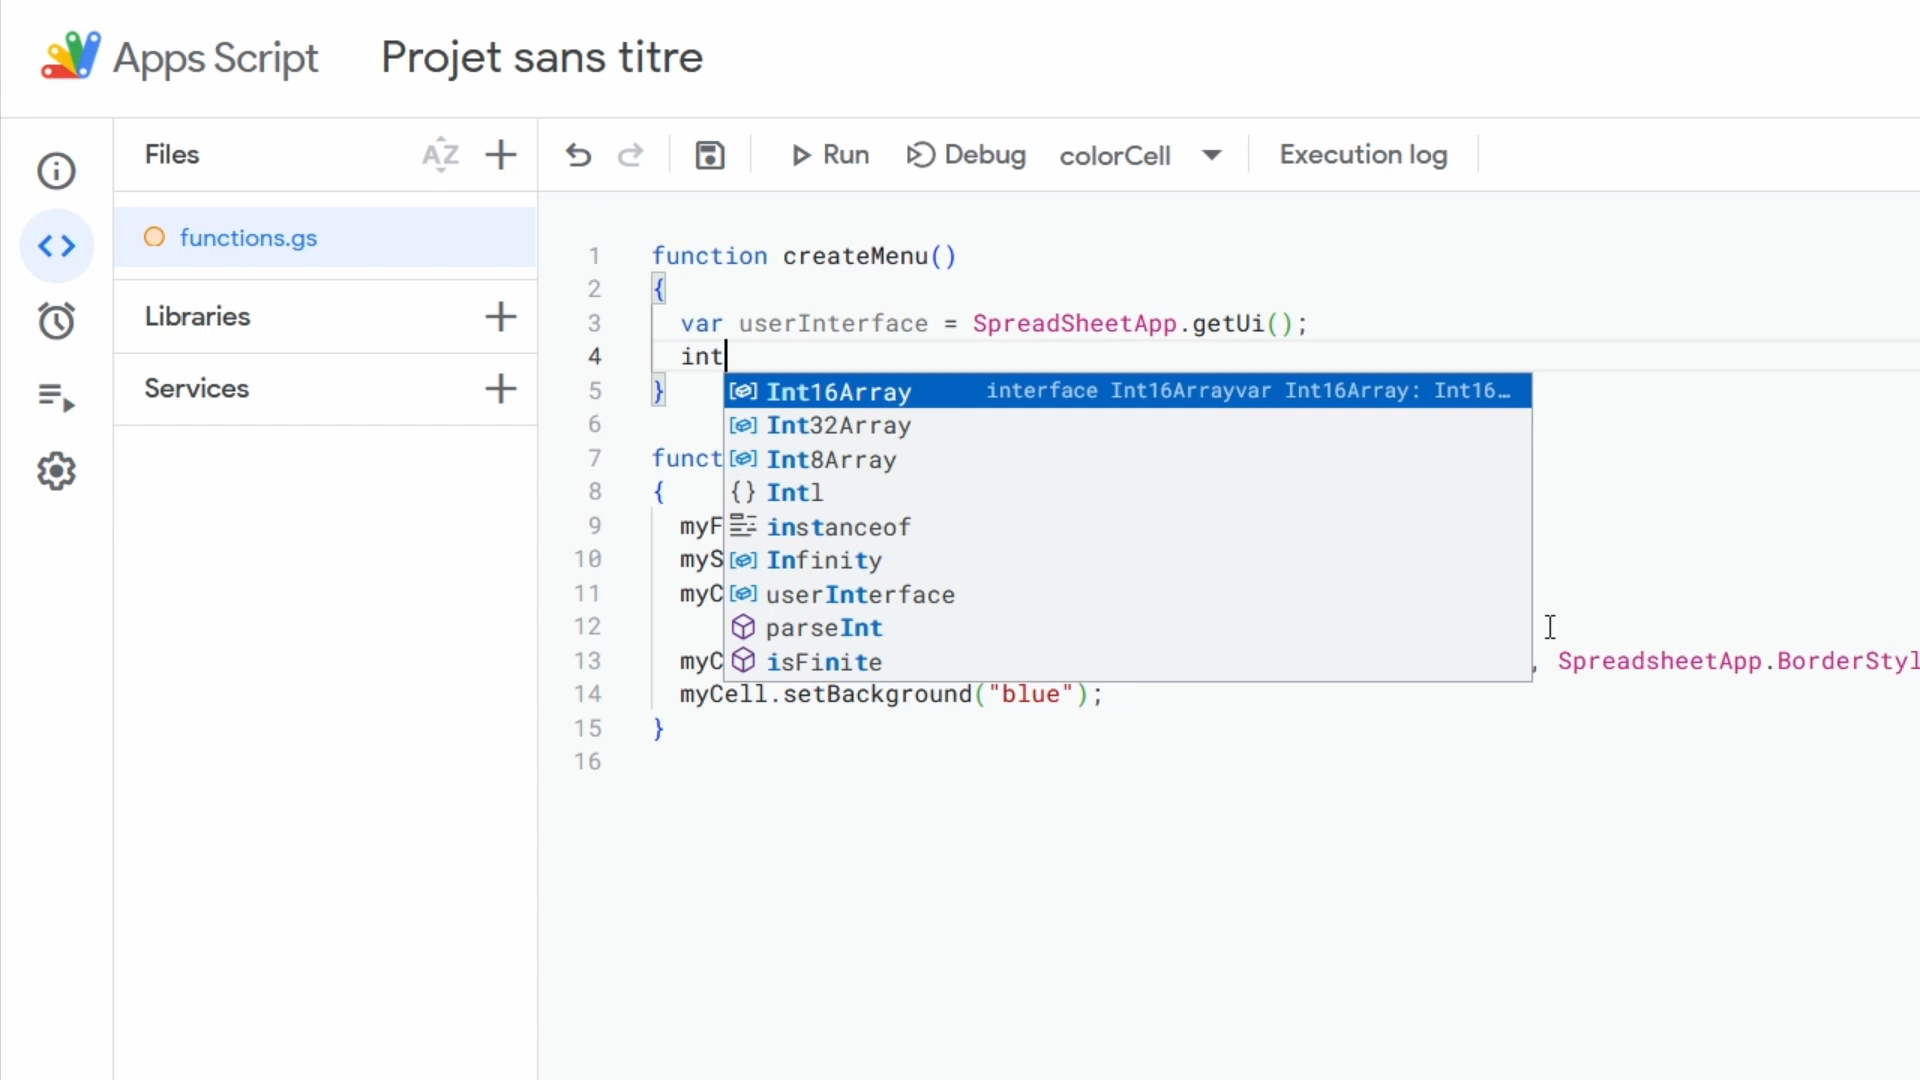 Apps Script Projet sans titre
Files AZ
Run Debug colorCell Execution log
functions.gs
Libraries
Services
1 function createMenu()
2 {
3 var userInterface = SpreadSheetApp.getUi();
4 int
5 }
Int16Array interface Int16Arrayvar Int16Array: Int16…
6
Int32Array
7 funct
Int8Array
8 {
{} Intl
9 myF
instanceof
10 myS
Infinity
11 myC
userInterface
12
parseInt
13 myC , SpreadsheetApp.BorderStyl
isFinite
14 myCell.setBackground("blue");
15 }
16